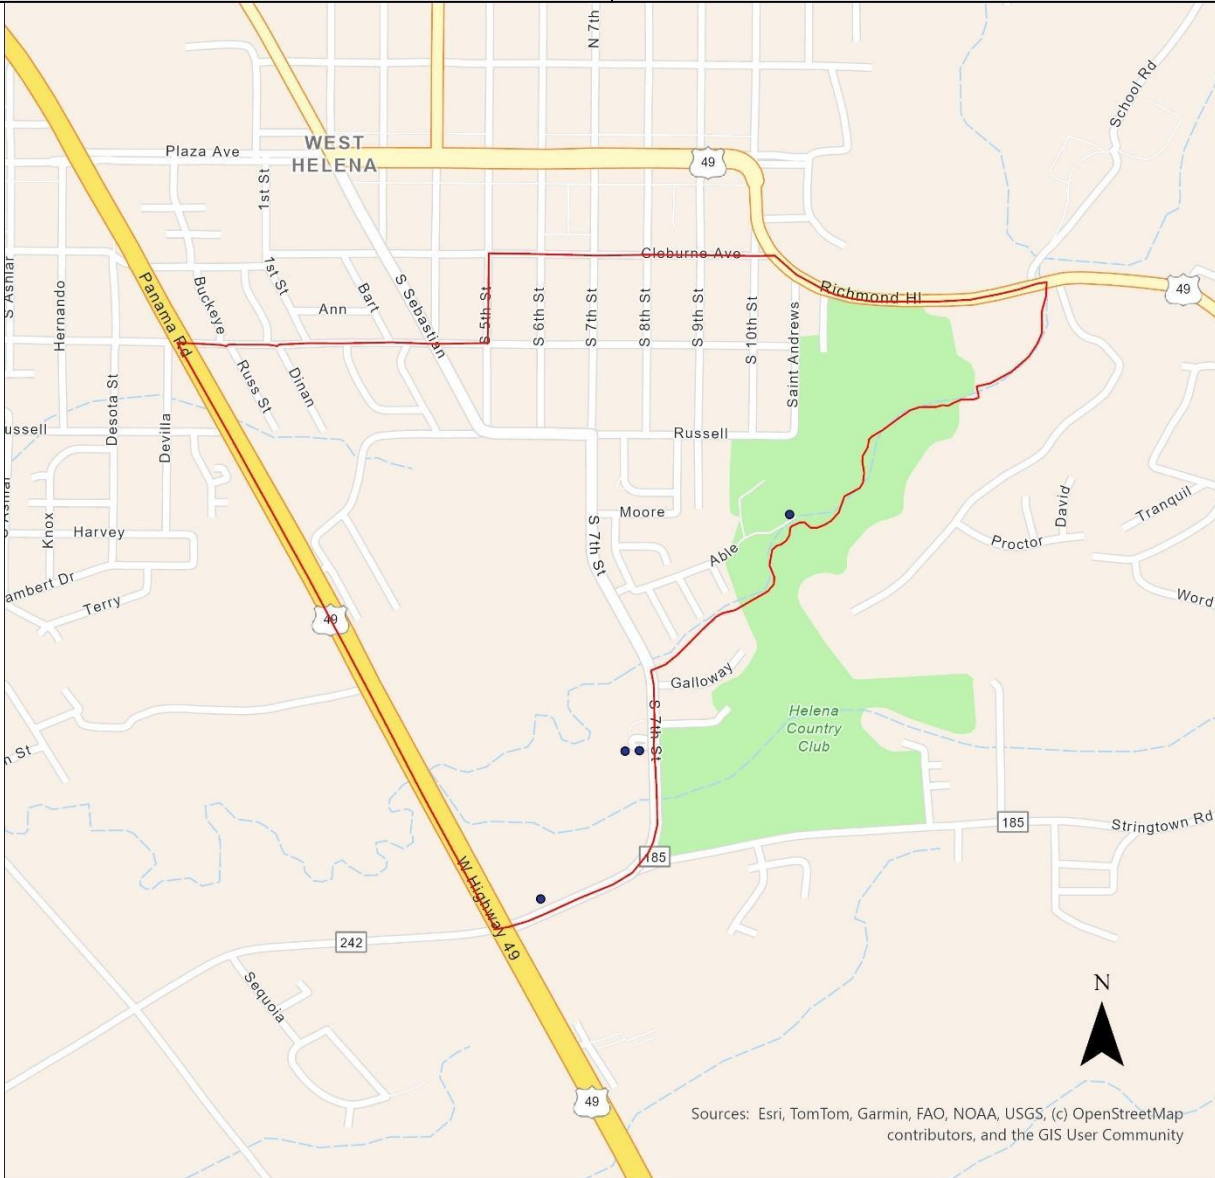 N 7th
School Rd
WEST
HELENA
Plaza Ave
49
1st St
Cleburne Ave
S Ashlar
Hernando
Panama Rd
Buckeye
1st St
Ann
Bart
S Sebastian
S 5th St
S 6th St
S 7th St
S 8th St
S 9th St
S 10th St
Saint Andrews
Richmond Hl
49
Russ St
Dinan
Desota St
Devilla
ussell
Russell
Knox
Harvey
Moore
S 7th St
Able
David
Tranquil
Proctor
ambert Dr
Terry
Word
49
Galloway
S 7th St
Helena
Country
Club
n St
185
Stringtown Rd
185
W Highway 49
242
Sequoia
N
49
Sources: Esri, TomTom, Garmin, FAO, NOAA, USGS, (c) OpenStreetMap
contributors, and the GIS User Community